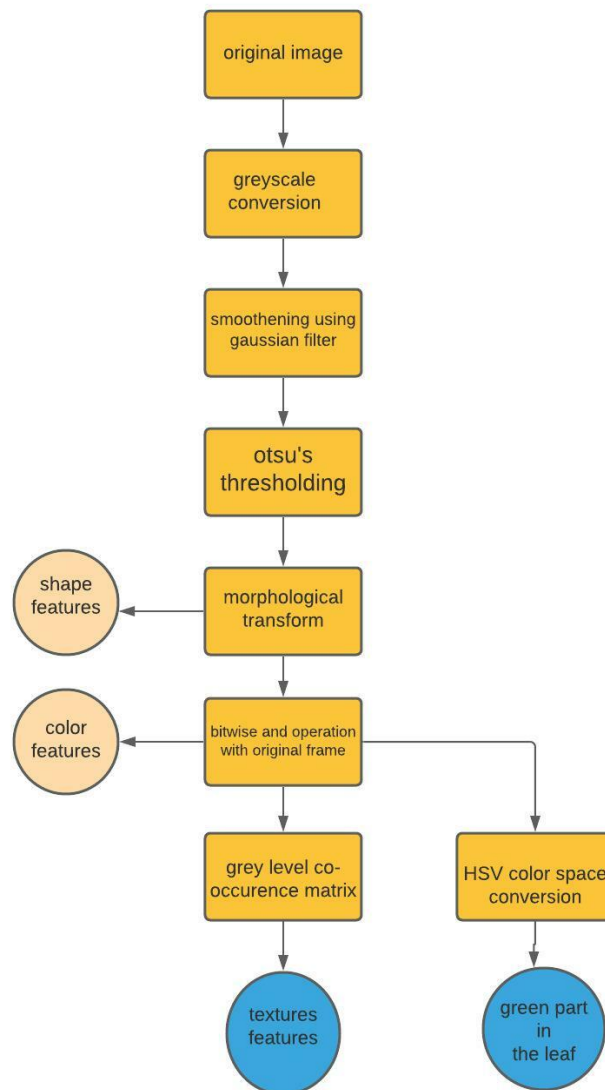 original image
greyscale
conversion
smoothening using
gaussian filter
otsu's
thresholding
shape
features
morphological
transform
color
features
bitwise and operation
with original frame
grey level co-
occurence matrix
HSV color space
conversion
textures
features
green part
in
the leaf